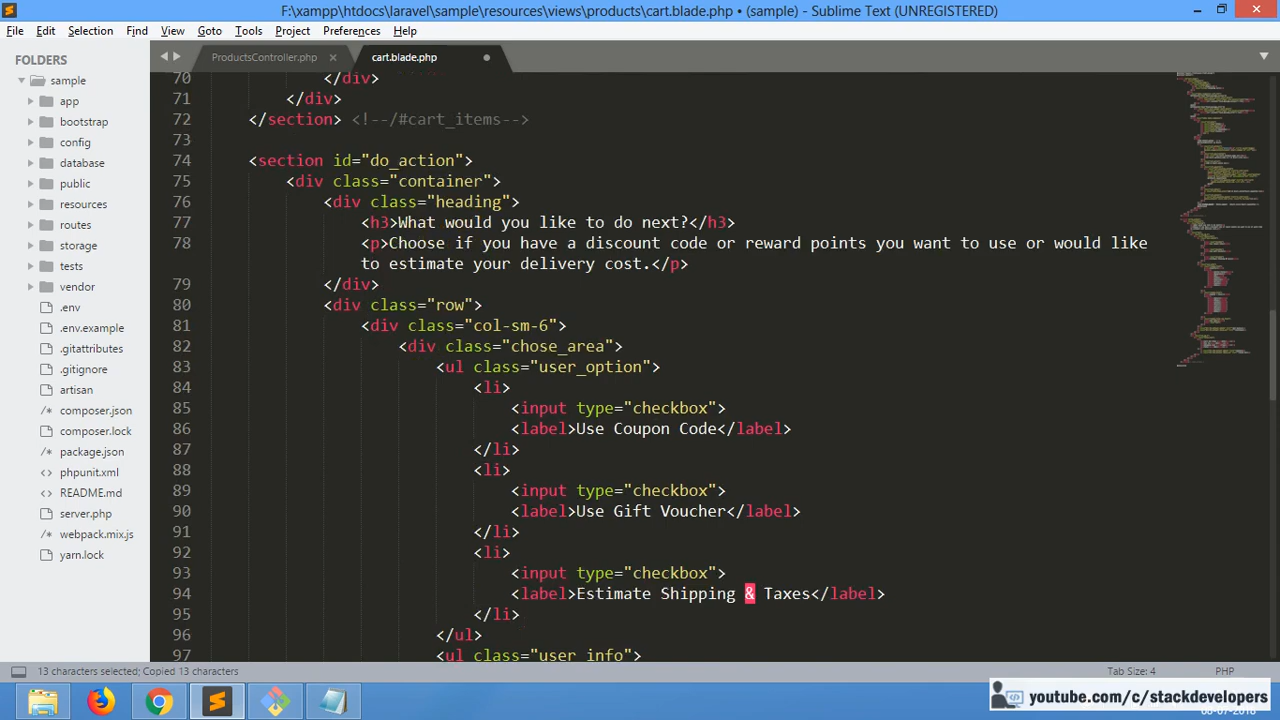 F:\xampp\htdocs\laravel\sample\resources\views\products\cart.blade.php • (sample) - Sublime Text (UNREGISTERED)
File Edit Selection Find View Goto Tools Project Preferences Help
FOLDERS
sample
app
bootstrap
config
database
public
resources
routes
storage
tests
vendor
.env
.env.example
.gitattributes
.gitignore
artisan
composer.json
composer.lock
package.json
phpunit.xml
README.md
server.php
webpack.mix.js
yarn.lock
ProductsController.php cart.blade.php
70 </div>
71 </div>
72 </section> <!--/#cart_items-->
73
74 <section id="do_action">
75 <div class="container">
76 <div class="heading">
77 <h3>What would you like to do next?</h3>
78 <p>Choose if you have a discount code or reward points you want to use or would like
to estimate your delivery cost.</p>
79 </div>
80 <div class="row">
81 <div class="col-sm-6">
82 <div class="chose_area">
83 <ul class="user_option">
84 <li>
85 <input type="checkbox">
86 <label>Use Coupon Code</label>
87 </li>
88 <li>
89 <input type="checkbox">
90 <label>Use Gift Voucher</label>
91 </li>
92 <li>
93 <input type="checkbox">
94 <label>Estimate Shipping & Taxes</label>
95 </li>
96 </ul>
97 <ul class="user_info">
13 characters selected; Copied 13 characters Tab Size: 4 PHP
youtube.com/c/stackdevelopers